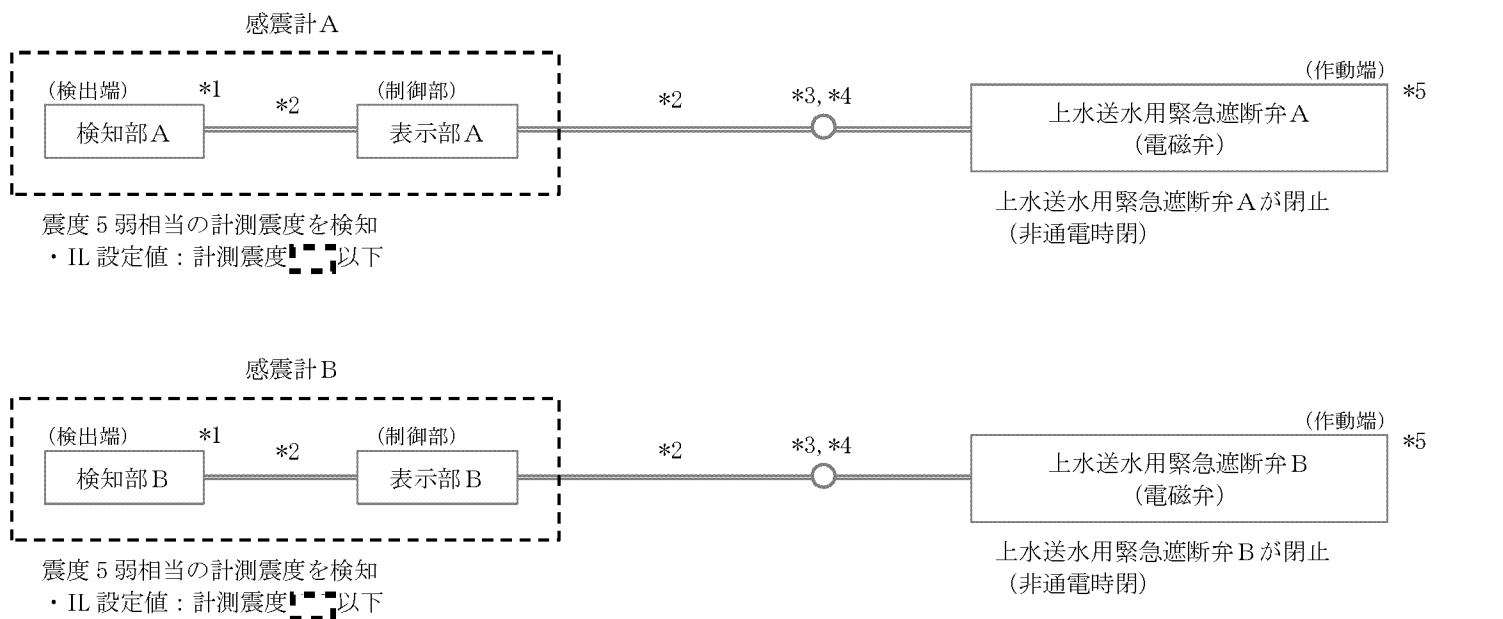 感震計A
(検出端)
*1
*2
(制御部)
*2
*3, *4
(作動端)
*5
検知部A
表示部A
上水送水用緊急遮断弁A
(電磁弁)
震度5弱相当の計測震度を検知
・IL設定値:計測震度 以下
上水送水用緊急遮断弁Aが閉止
(非通電時閉)
感震計B
(検出端)
*1
*2
(制御部)
*2
*3, *4
(作動端)
*5
検知部B
表示部B
上水送水用緊急遮断弁B
(電磁弁)
震度5弱相当の計測震度を検知
・IL設定値:計測震度 以下
上水送水用緊急遮断弁Bが閉止
(非通電時閉)